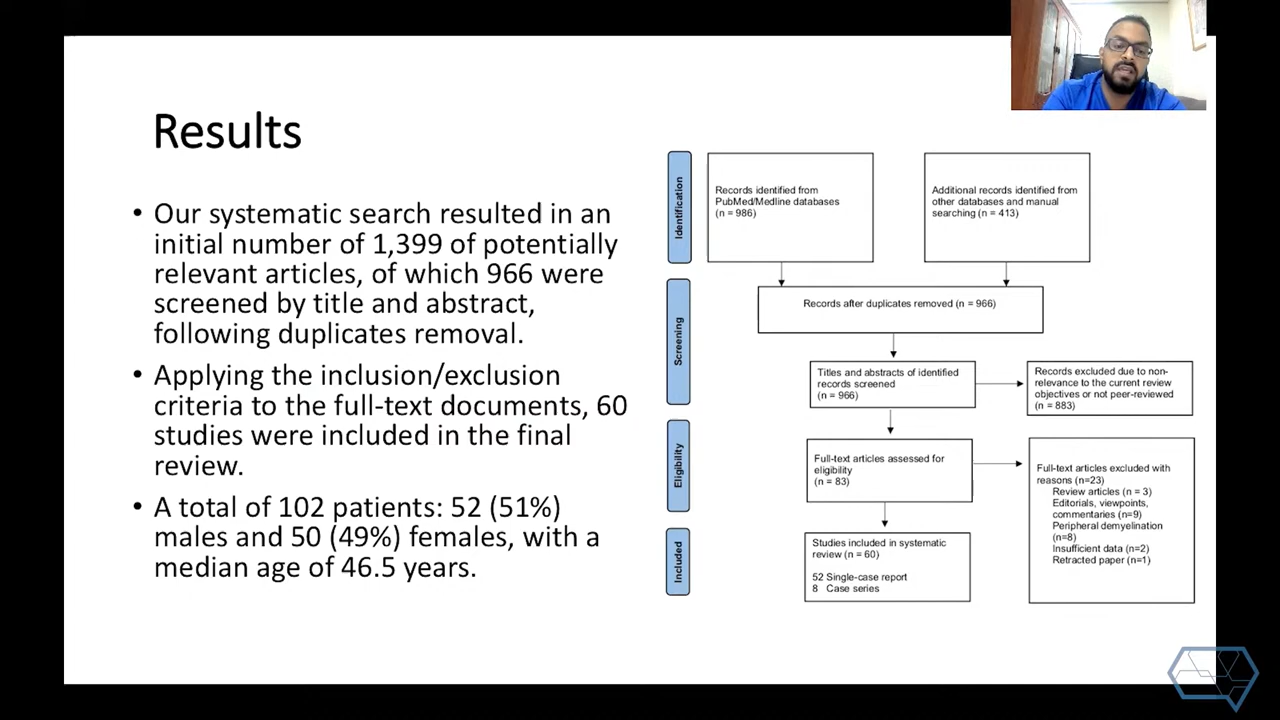 Results
• Our systematic search resulted in an
initial number of 1,399 of potentially
relevant articles, of which 966 were
screened by title and abstract,
following duplicates removal.
• Applying the inclusion/exclusion
criteria to the full-text documents, 60
studies were included in the final
review.
• A total of 102 patients: 52 (51%)
males and 50 (49%) females, with a
median age of 46.5 years.
Identification
Records identified from
PubMed/Medline databases
(n = 986)
Additional records identified from
other databases and manual
searching (n = 413)
Screening
Records after duplicates removed (n = 966)
Titles and abstracts of identified
records screened
(n = 966)
Records excluded due to non-
relevance to the current review
objectives or not peer-reviewed
(n = 883)
Eligibility
Full-text articles assessed for
eligibility
(n = 83)
Full-text articles excluded with
reasons (n=23)
Review articles (n = 3)
Editorials, viewpoints,
commentaries (n=9)
Peripheral demyelination
(n=8)
Insufficient data (n=2)
Retracted paper (n=1)
Included
Studies included in systematic
review (n = 60)
52 Single-case report
8 Case series